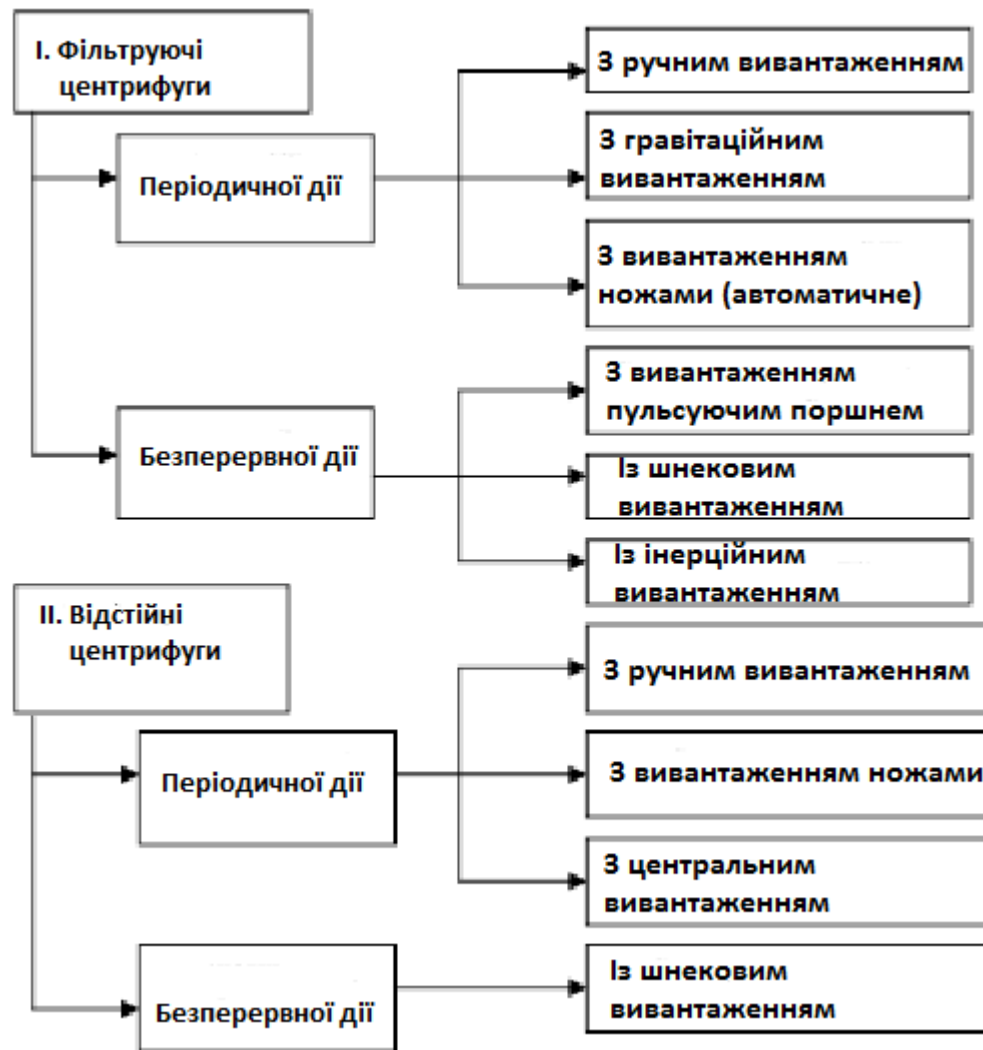 І. Фільтруючі
центрифуги
Періодичної дії
З ручним вивантаженням
З гравітаційним
вивантаженням
З вивантаженням
ножами (автоматичне)
Безперервної дії
З вивантаженням
пульсуючим поршнем
Із шнековим
вивантаженням
Із інерційним
вивантаженням
ІІ. Відстійні
центрифуги
Періодичної дії
З ручним вивантаженням
З вивантаженням ножами
З центральним
вивантаженням
Безперервної дії
Із шнековим
вивантаженням